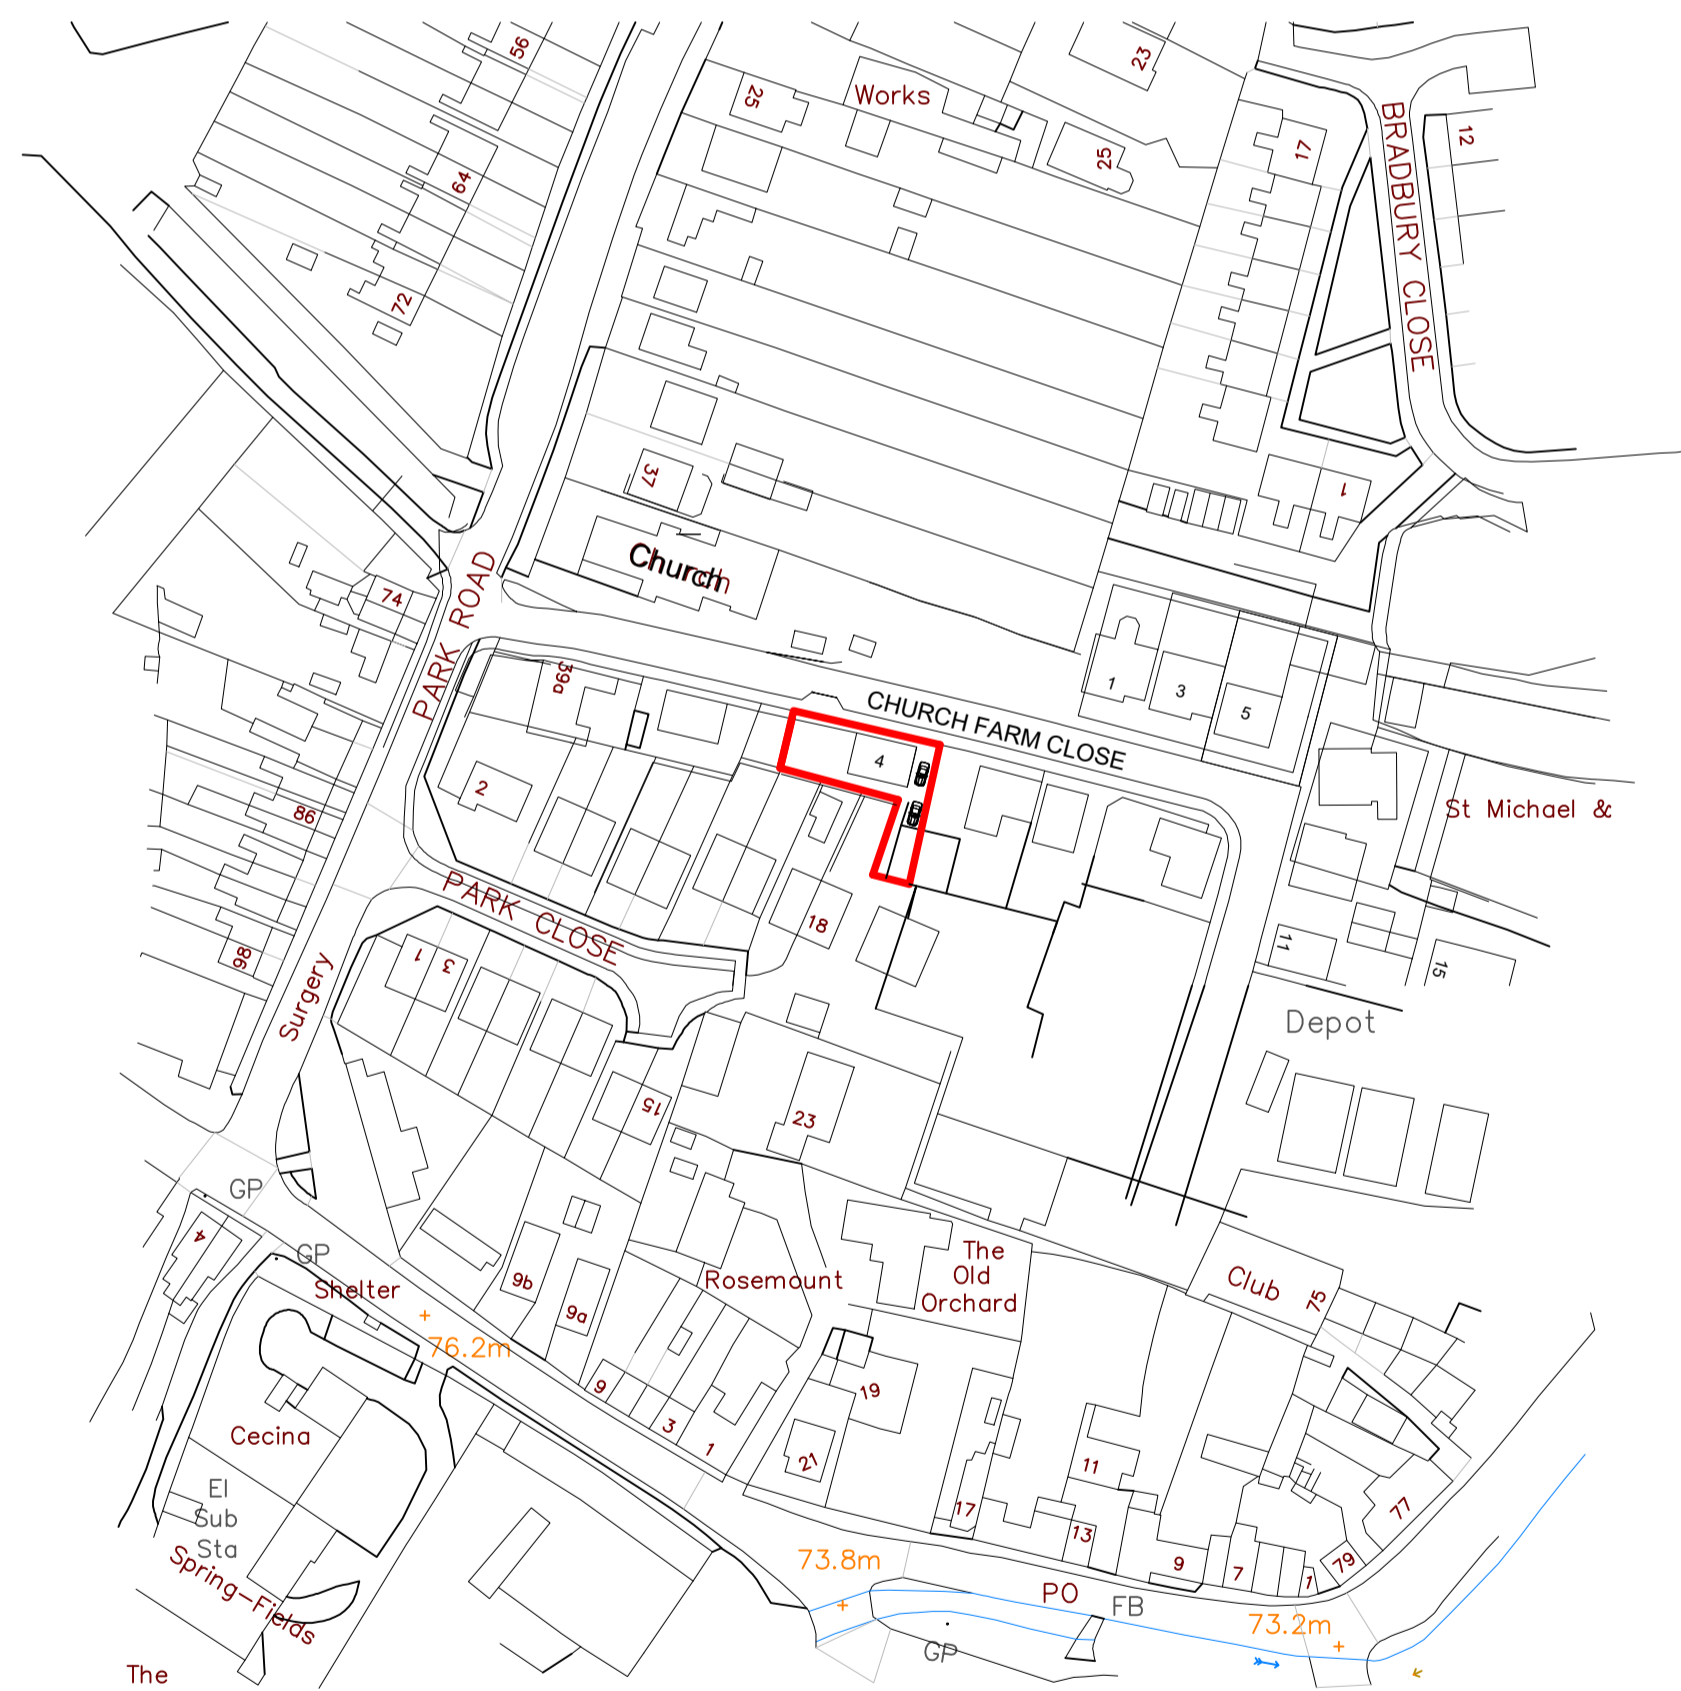 56
23
25
Works
BRADBURY CLOSE
12
17
25
64
72
37
1
Church
74
PARK ROAD
39a
1
3
5
CHURCH FARM CLOSE
4
2
86
St Michael &
PARK CLOSE
18
11
15
98
1
3
Surgery
Depot
15
23
GP
4
GP
Shelter
9b
9a
Rosemount
The
Old
Orchard
Club
75
76.2m
9
3
1
19
21
Cecina
El
Sub
Sta
Spring-Fields
The
17
11
13
9
7
1
79
77
73.8m
PO
FB
GP
73.2m